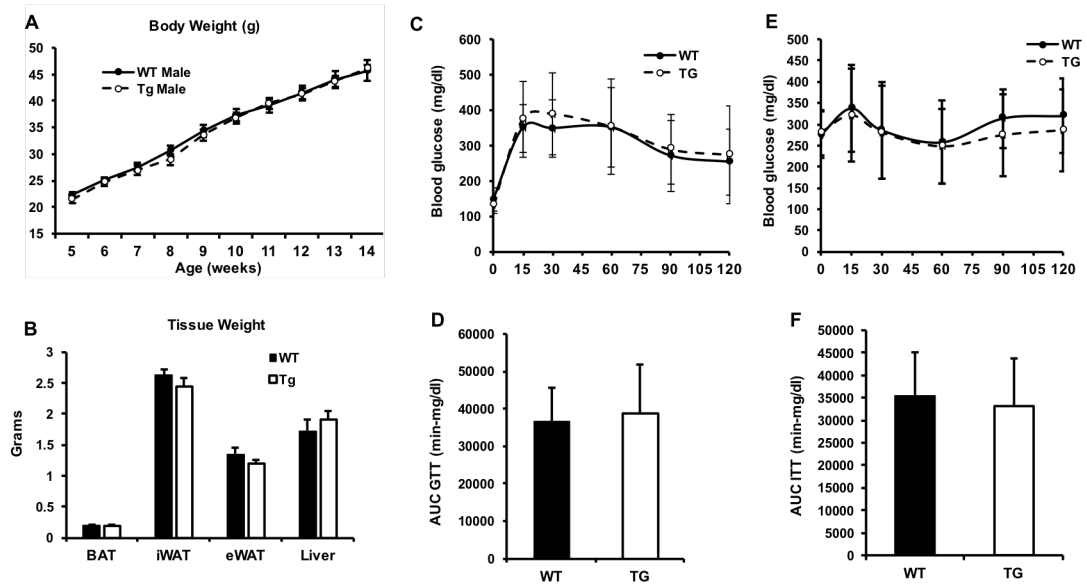 A
Body Weight (g)
50
45
40
35
30
25
20
15
WT Male
Tg Male
5 6 7 8 9 10 11 12 13 14
Age (weeks)
B
Tissue Weight
3
2.5
2
1.5
1
0.5
0
Grams
WT
Tg
BAT iWAT eWAT Liver
C
600
500
400
300
200
100
0
Blood glucose (mg/dl)
WT
TG
0 15 30 45 60 75 90 105 120
D
60000
50000
40000
30000
20000
10000
0
AUC GTT (min-mg/dl)
WT TG
E
500
450
400
350
300
250
200
150
100
50
0
Blood glucose (mg/dl)
WT
TG
0 15 30 45 60 75 90 105 120
F
50000
45000
40000
35000
30000
25000
20000
15000
10000
5000
0
AUC ITT (min-mg/dl)
WT TG